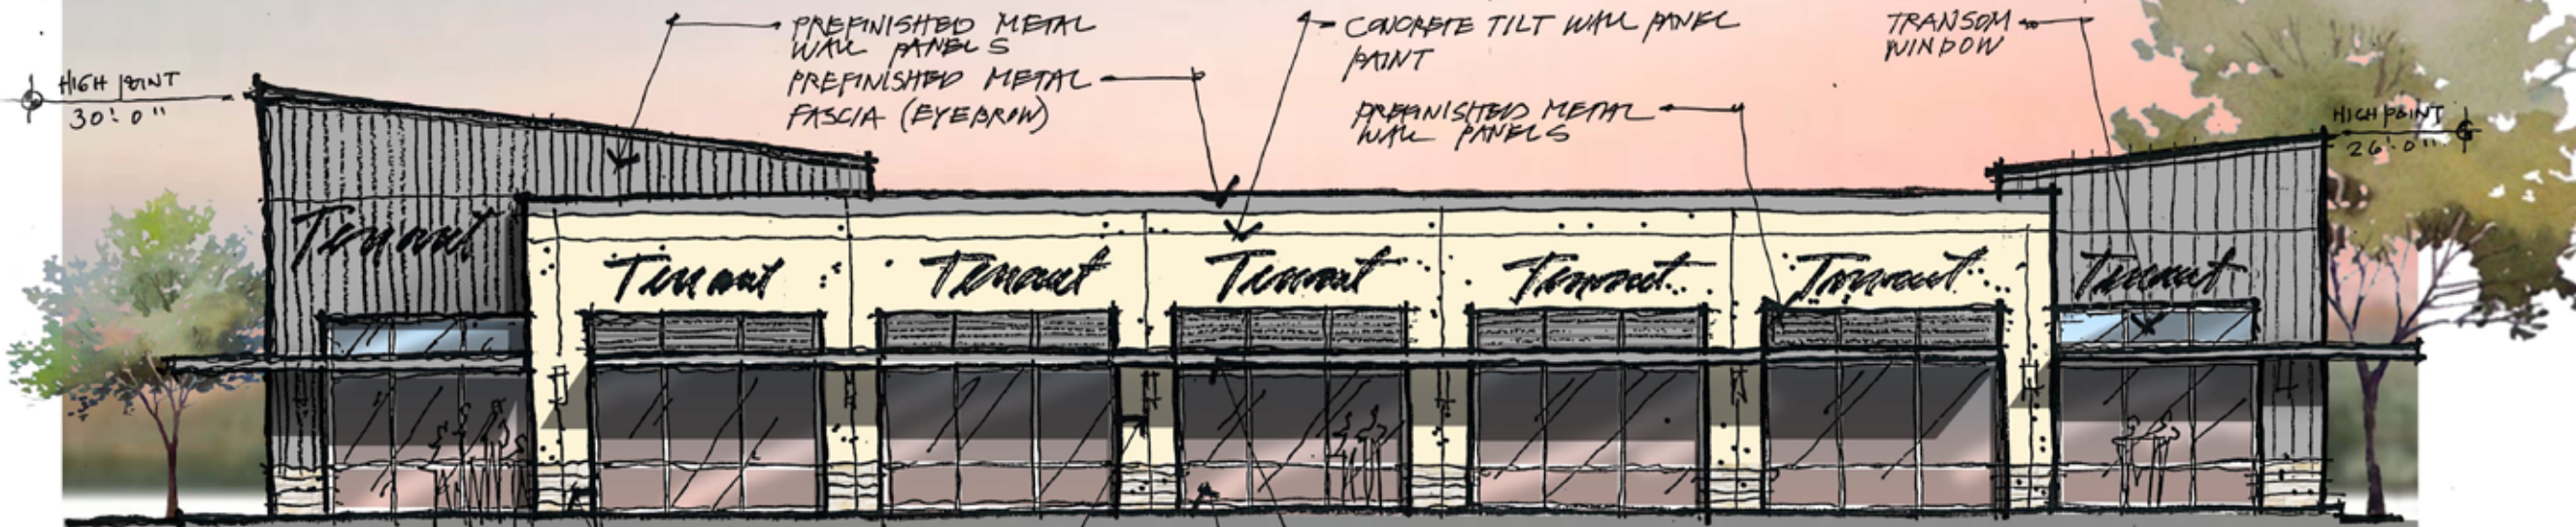 PREFINISHED METAL
WALL PANELS
PREFINISHED METAL
FASCIA (EYEBROW)
CONCRETE TILT WALL PANEL
PAINT
PREFINISHED METAL
WALL PANELS
TRANSOM
WINDOW
HIGH POINT
30'.0"
HIGH POINT
26'.0"
Tenant
Tenant
Tenant
Tenant
Tenant
Tenant
Tenant